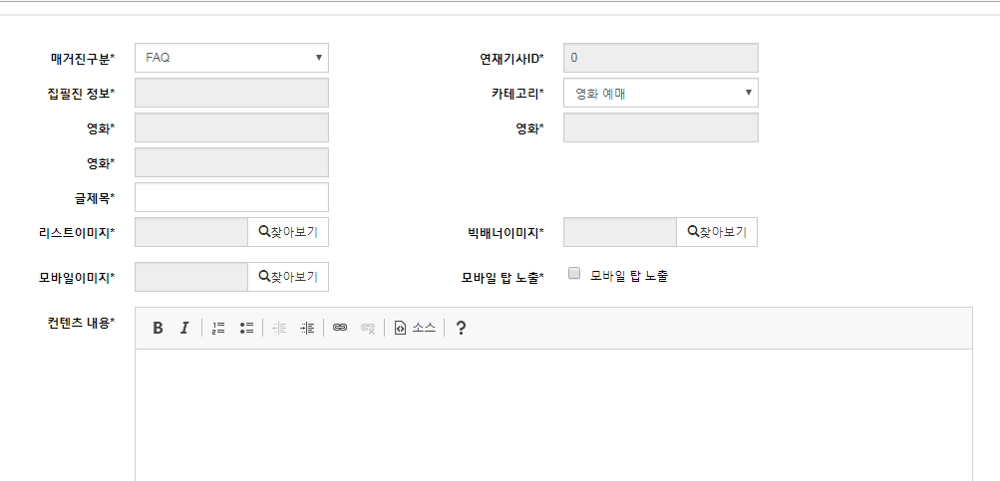 매거진구분* FAQ 연재기사ID* 0
집필진 정보* 카테고리* 영화 예매
영화* 영화*
영화*
글제목*
리스트이미지* 찾아보기 빅배너이미지* 찾아보기
모바일이미지* 찾아보기 모바일 탑 노출* 모바일 탑 노출
컨텐츠 내용* B I 소스 ?